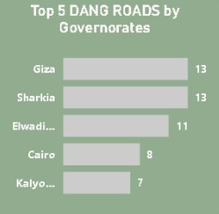 Top 5 DANG ROADS by
Governorates
Giza 13
Sharkia 13
Elwadi... 11
Cairo 8
Kalyo... 7